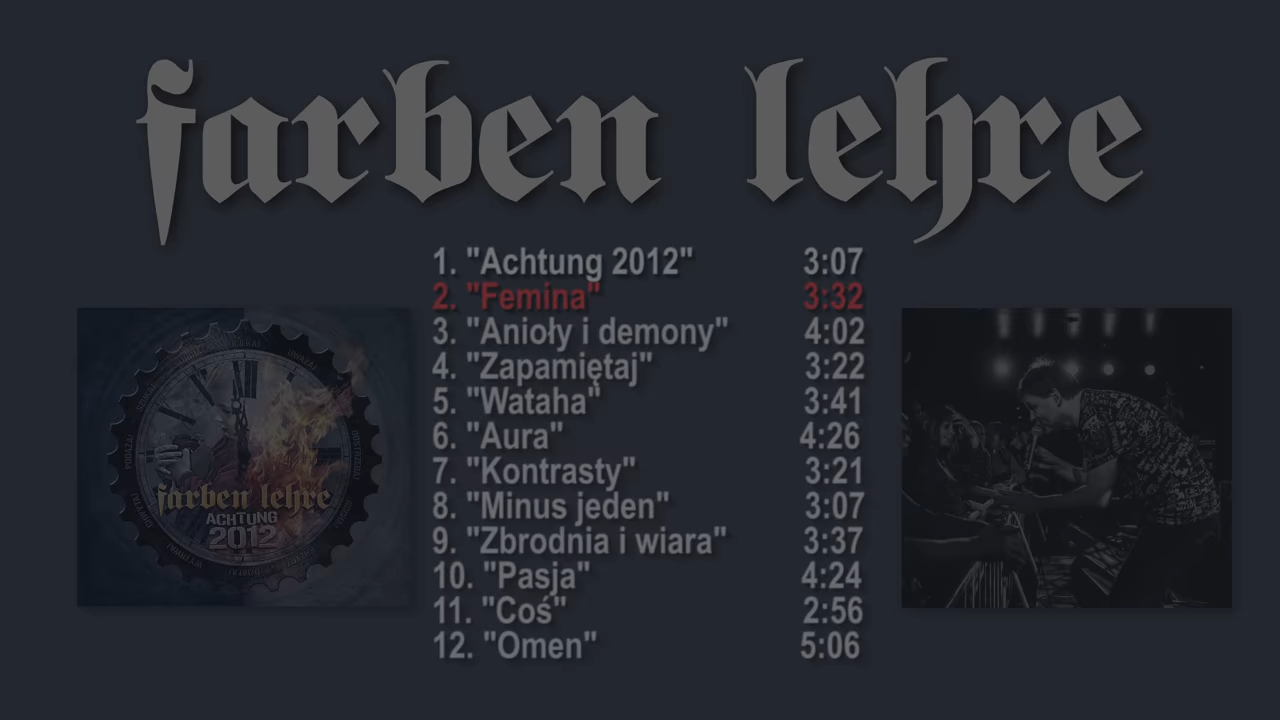 farben lehre
1. "Achtung 2012" 3:07
2. "Femina" 3:32
3. "Anioły i demony" 4:02
4. "Zapamiętaj" 3:22
5. "Wataha" 3:41
6. "Aura" 4:26
7. "Kontrasty" 3:21
8. "Minus jeden" 3:07
9. "Zbrodnia i wiara" 3:37
10. "Pasja" 4:24
11. "Coś" 2:56
12. "Omen" 5:06
farben lehre
ACHTUNG
2012